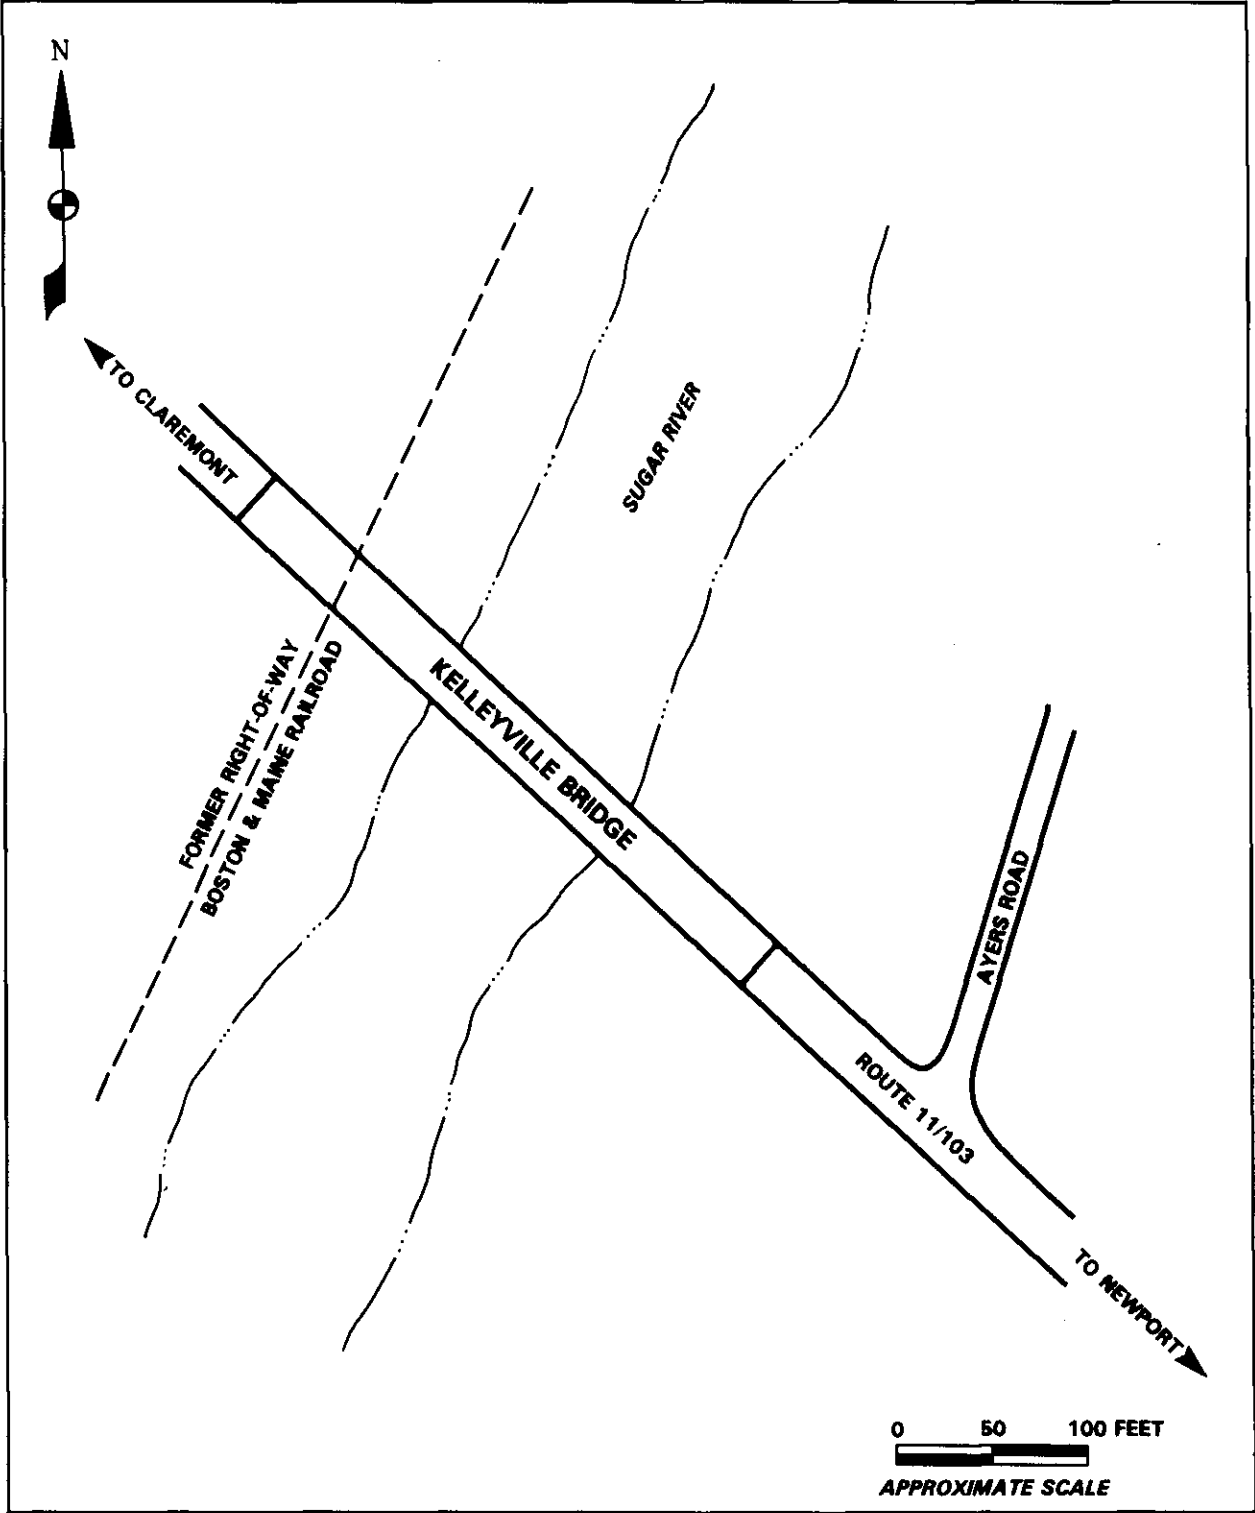 N
TO CLAREMONT
SUGAR RIVER
FORMER RIGHT-OF-WAY
BOSTON & MAINE RAILROAD
KELLEYVILLE BRIDGE
AYERS ROAD
ROUTE 11/103
TO NEWPORT
0 50 100 FEET
APPROXIMATE SCALE